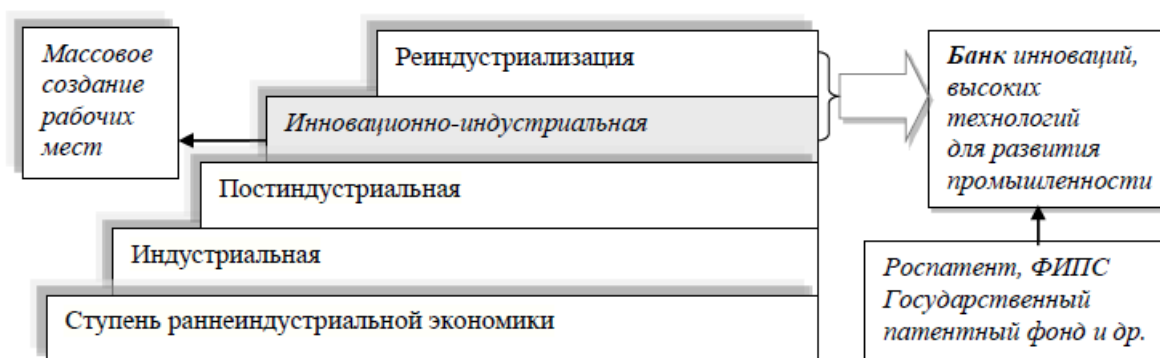 Массовое
создание
рабочих
мест
Реиндустриализация
Инновационно-индустриальная
Постиндустриальная
Индустриальная
Ступень раннеиндустриальной экономики
Банк инноваций,
высоких
технологий
для развития
промышленности
Роспатент, ФИПС
Государственный
патентный фонд и др.